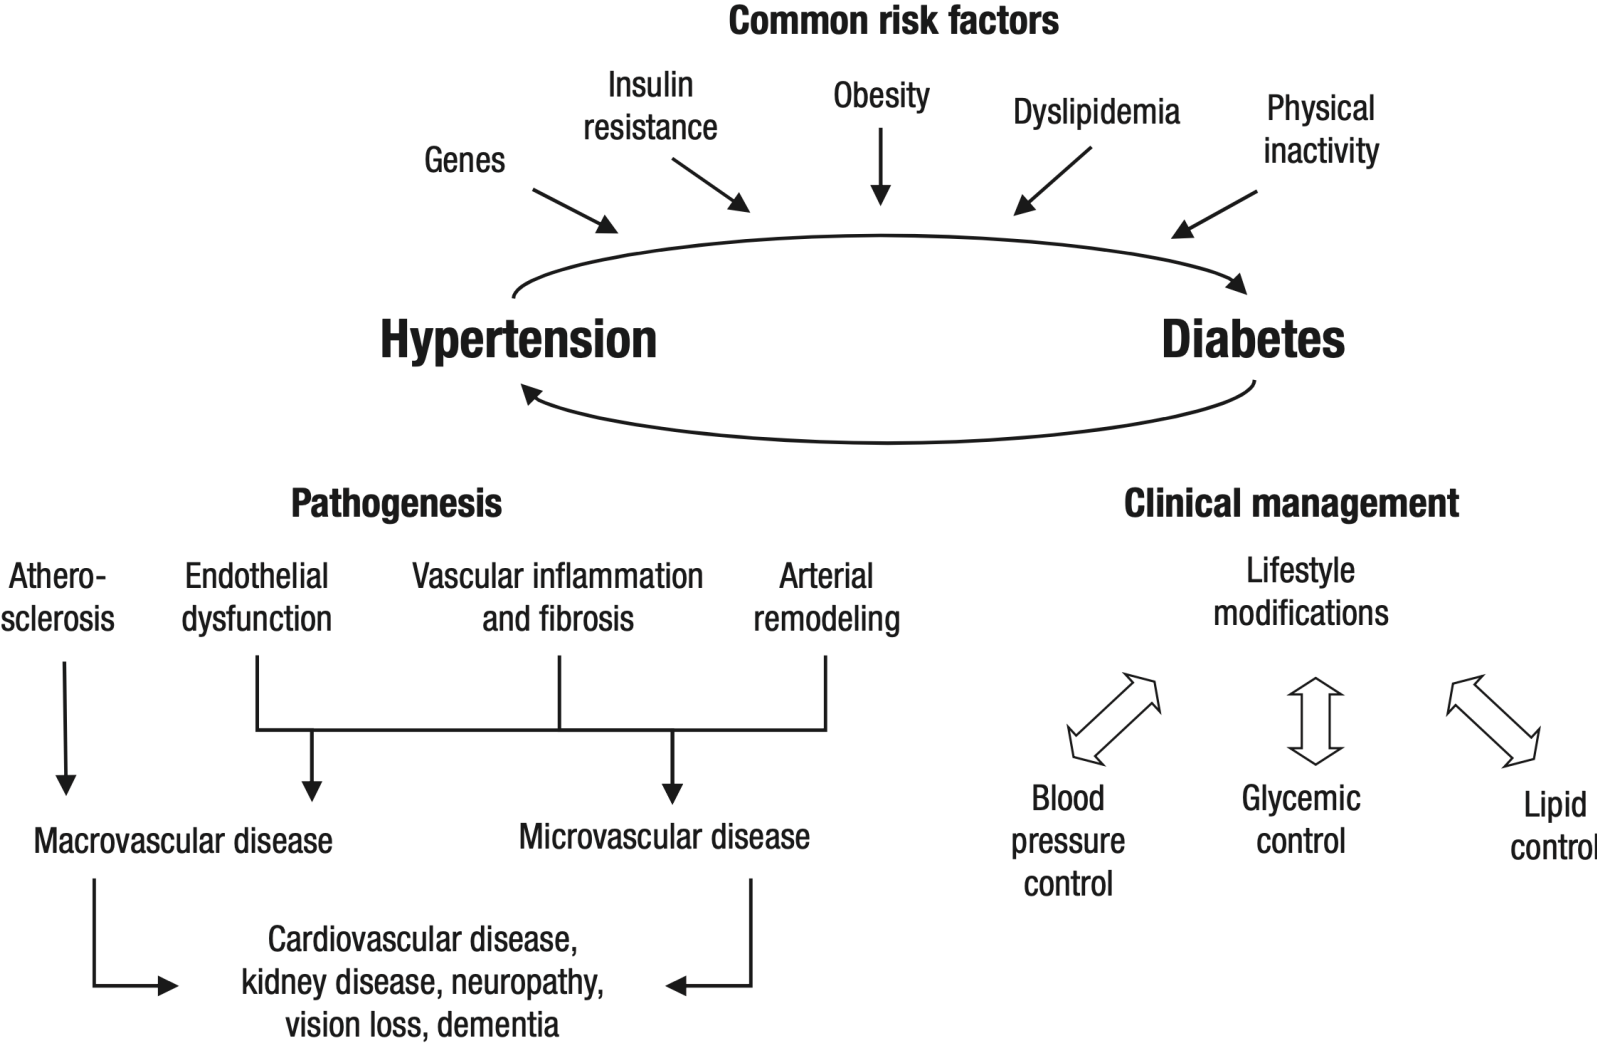 Common risk factors
Genes
Insulin
resistance
Obesity
Dyslipidemia
Physical
inactivity
Hypertension
Diabetes
Pathogenesis
Athero-
sclerosis
Endothelial
dysfunction
Vascular inflammation
and fibrosis
Arterial
remodeling
Macrovascular disease
Microvascular disease
Cardiovascular disease,
kidney disease, neuropathy,
vision loss, dementia
Clinical management
Lifestyle
modifications
Blood
pressure
control
Glycemic
control
Lipid
control